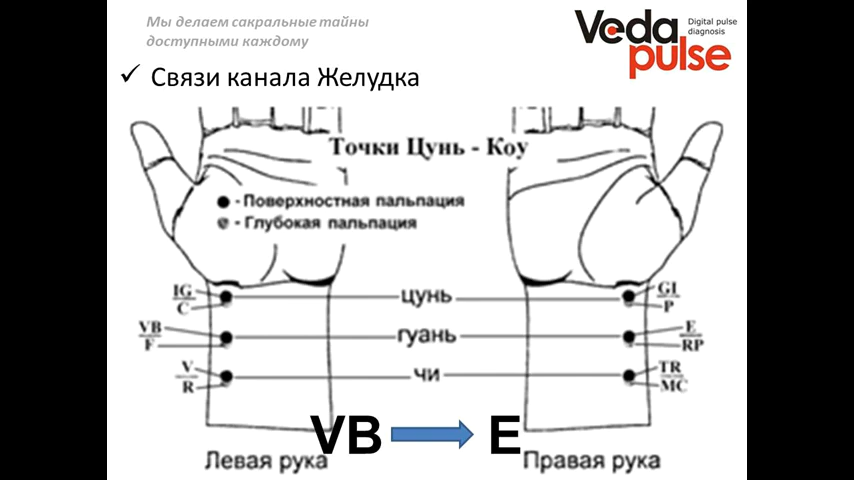 Мы делаем сакральные тайны
доступными каждому
Veda
pulse
Digital pulse
diagnosis
✓ Связи канала Желудка
Точки Цунь - Коу
- Поверхностная пальпация
- Глубокая пальпация
IG
C
цунь
GI
P
VB
F
гуань
E
RP
V
R
чи
TR
MC
VB
E
Левая рука
Правая рука